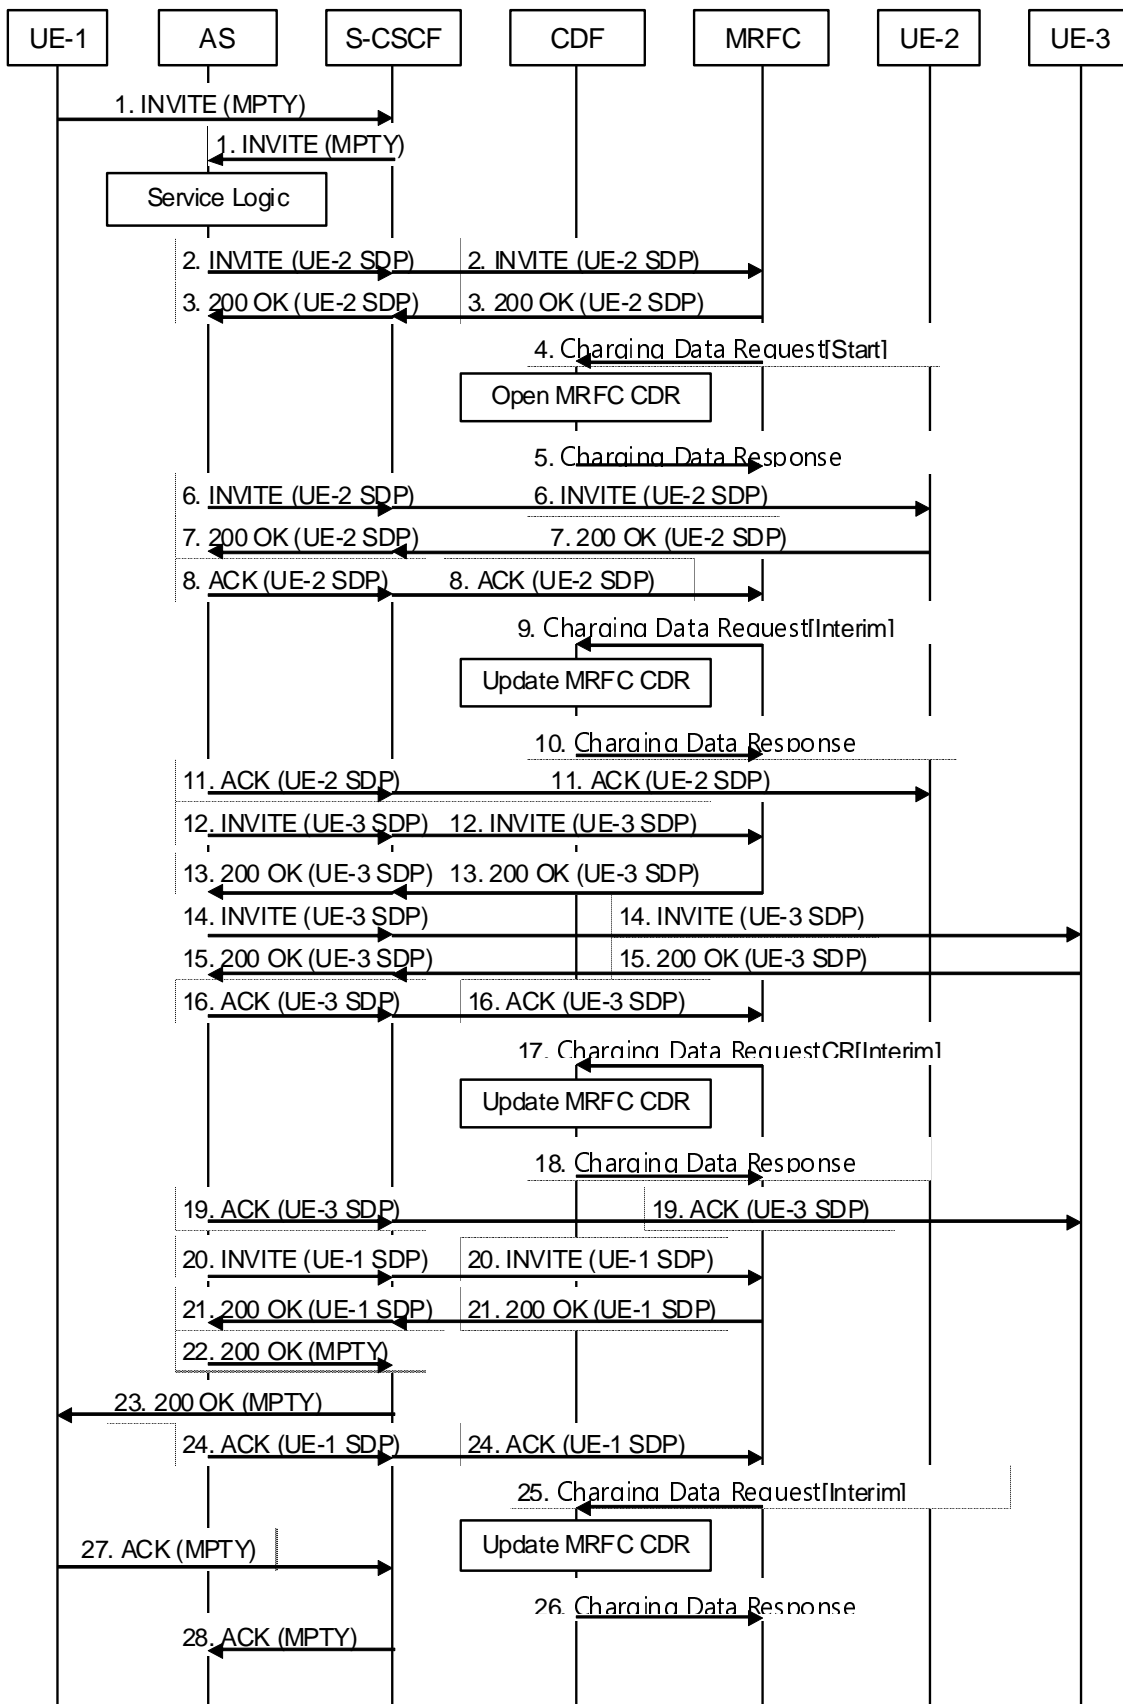 UE-1 AS S-CSCF CDF MRFC UE-2 UE-3
1. INVITE (MPTY)
1. INVITE (MPTY)
Service Logic
2. INVITE (UE-2 SDP) 2. INVITE (UE-2 SDP)
3. 200 OK (UE-2 SDP) 3. 200 OK (UE-2 SDP)
4. Charging Data Request[Start]
Open MRFC CDR
5. Charging Data Response
6. INVITE (UE-2 SDP) 6. INVITE (UE-2 SDP)
7. 200 OK (UE-2 SDP) 7. 200 OK (UE-2 SDP)
8. ACK (UE-2 SDP) 8. ACK (UE-2 SDP)
9. Charging Data Request[Interim]
Update MRFC CDR
10. Charging Data Response
11. ACK (UE-2 SDP) 11. ACK (UE-2 SDP)
12. INVITE (UE-3 SDP) 12. INVITE (UE-3 SDP)
13. 200 OK (UE-3 SDP) 13. 200 OK (UE-3 SDP)
14. INVITE (UE-3 SDP) 14. INVITE (UE-3 SDP)
15. 200 OK (UE-3 SDP) 15. 200 OK (UE-3 SDP)
16. ACK (UE-3 SDP) 16. ACK (UE-3 SDP)
17. Charging Data RequestCR[Interim]
Update MRFC CDR
18. Charging Data Response
19. ACK (UE-3 SDP) 19. ACK (UE-3 SDP)
20. INVITE (UE-1 SDP) 20. INVITE (UE-1 SDP)
21. 200 OK (UE-1 SDP) 21. 200 OK (UE-1 SDP)
22. 200 OK (MPTY)
23. 200 OK (MPTY)
24. ACK (UE-1 SDP) 24. ACK (UE-1 SDP)
25. Charging Data Request[Interim]
Update MRFC CDR
27. ACK (MPTY)
26. Charging Data Response
28. ACK (MPTY)